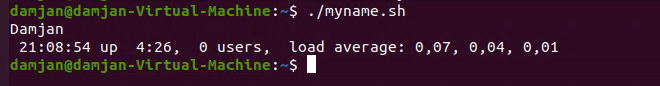 damjan@damjan-Virtual-Machine:~$ ./myname.sh
Damjan
 21:08:54 up  4:26,  0 users,  load average: 0,07, 0,04, 0,01
damjan@damjan-Virtual-Machine:~$